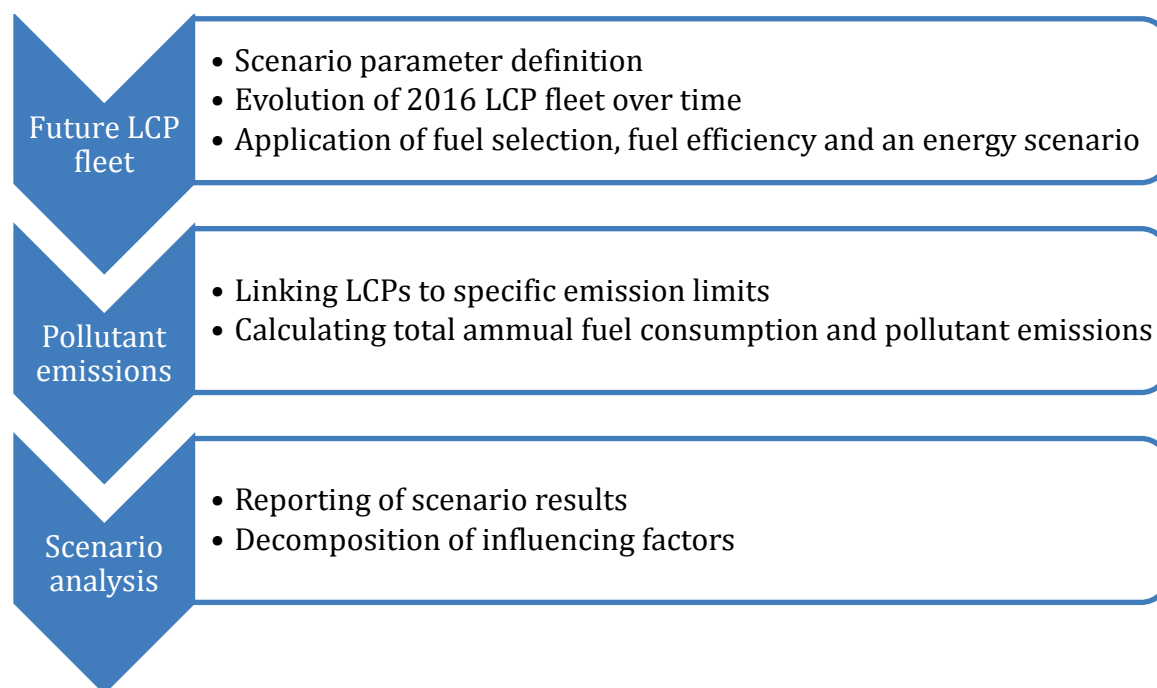 Future LCP
fleet
• Scenario parameter definition
• Evolution of 2016 LCP fleet over time
• Application of fuel selection, fuel efficiency and an energy scenario
Pollutant
emissions
• Linking LCPs to specific emission limits
• Calculating total ammual fuel consumption and pollutant emissions
Scenario
analysis
• Reporting of scenario results
• Decomposition of influencing factors